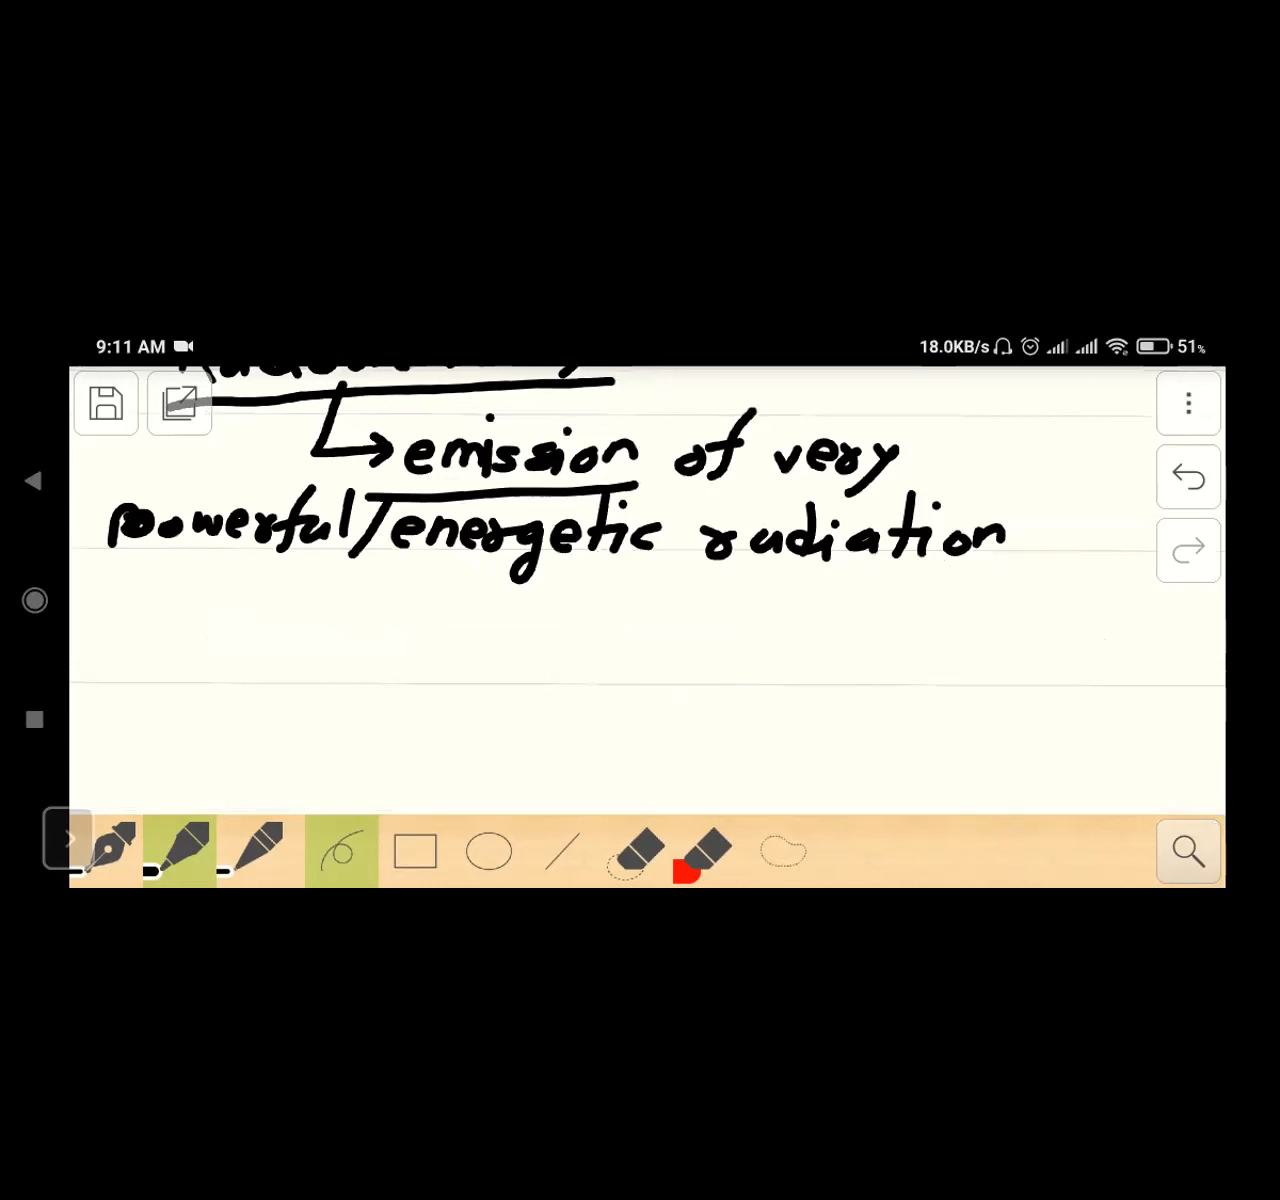 9:11 AM 18.0KB/s 51%
→ emission of very
powerful/energetic radiation